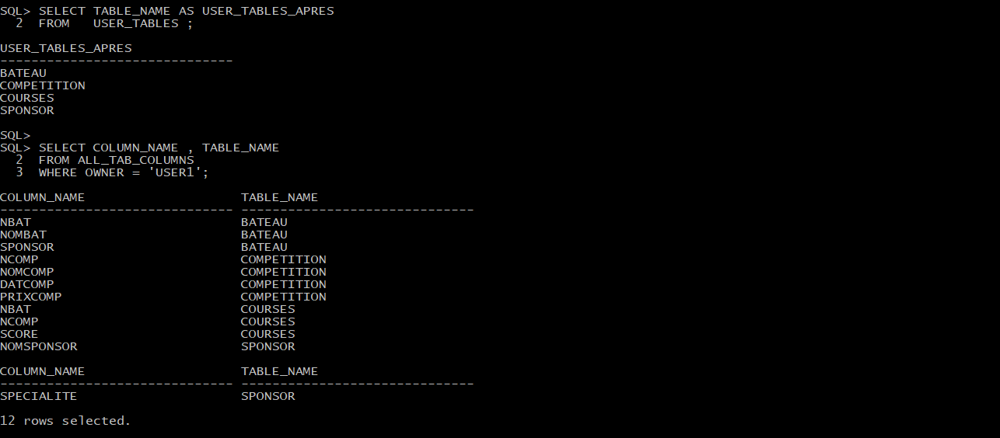 SQL> SELECT TABLE_NAME AS USER_TABLES_APRES
  2  FROM   USER_TABLES ;

USER_TABLES_APRES
------------------------------
BATEAU
COMPETITION
COURSES
SPONSOR

SQL>
SQL> SELECT COLUMN_NAME , TABLE_NAME
  2  FROM ALL_TAB_COLUMNS
  3  WHERE OWNER = 'USER1';

COLUMN_NAME                    TABLE_NAME
------------------------------ ------------------------------
NBAT                           BATEAU
NOMBAT                         BATEAU
SPONSOR                        BATEAU
NCOMP                          COMPETITION
NOMCOMP                        COMPETITION
DATCOMP                        COMPETITION
PRIXCOMP                       COMPETITION
NBAT                           COURSES
NCOMP                          COURSES
SCORE                          COURSES
NOMSPONSOR                     SPONSOR

COLUMN_NAME                    TABLE_NAME
------------------------------ ------------------------------
SPECIALITE                     SPONSOR

12 rows selected.